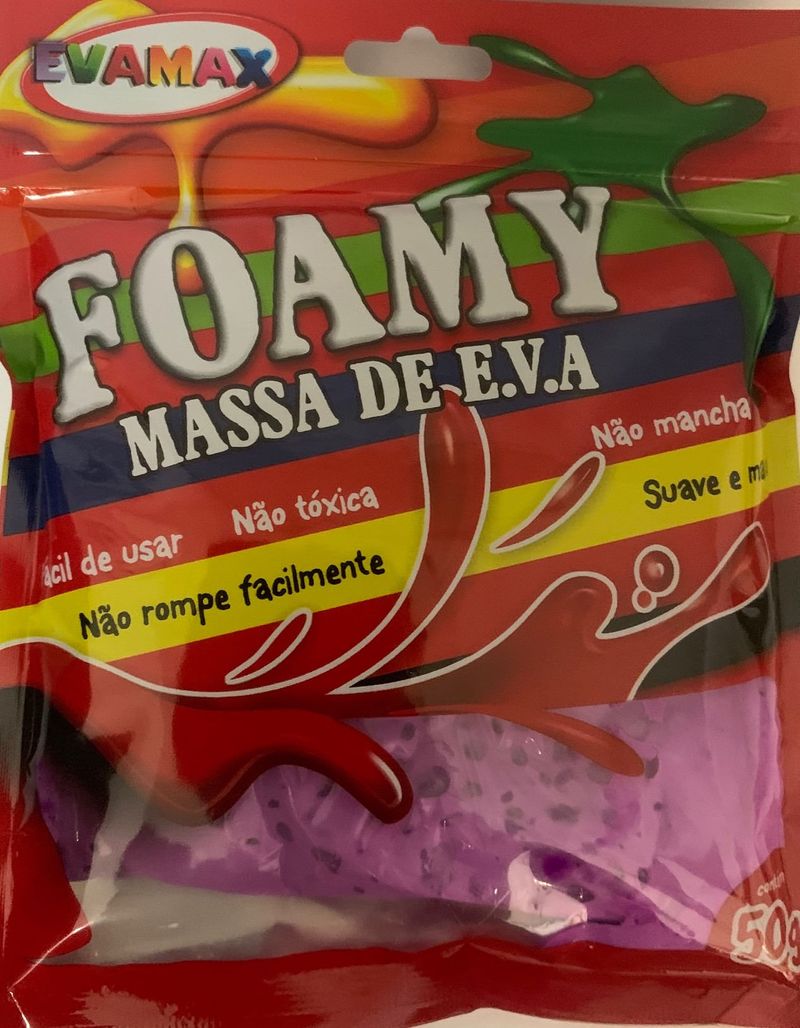 EVAMAX
FOAMY
MASSA DE E.V.A
Não mancha
Suave e
Não tóxica
acil de usar
Não rompe facilmente
50g